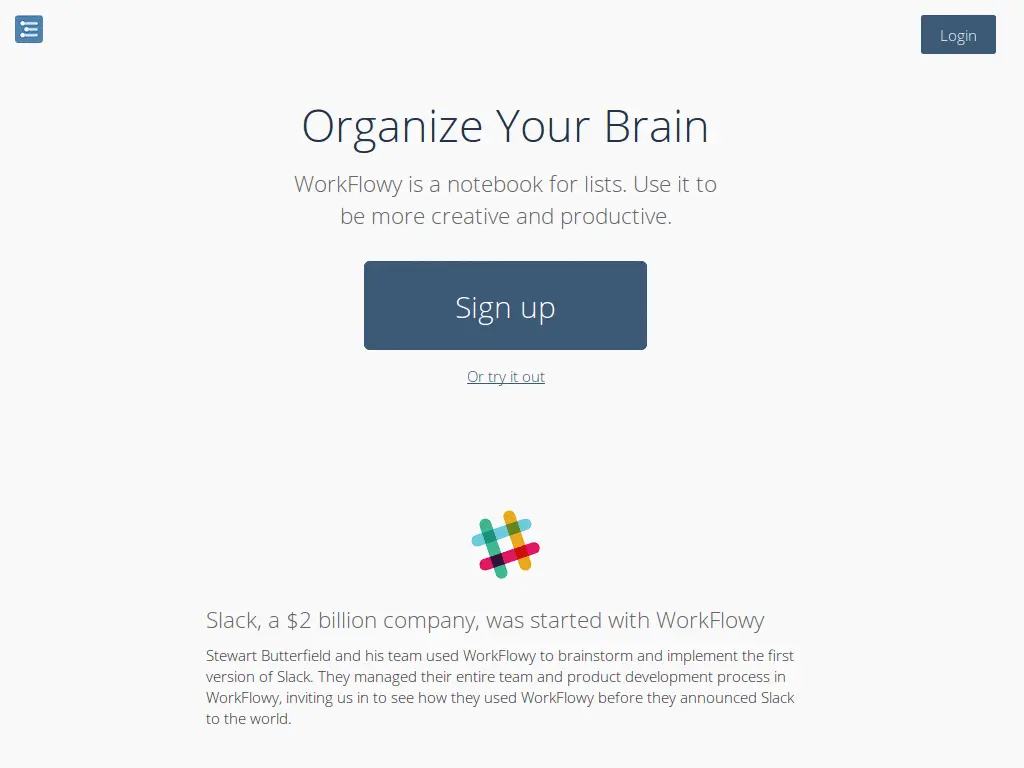 Login
Organize Your Brain
WorkFlowy is a notebook for lists. Use it to
be more creative and productive.
Sign up
Or try it out
Slack, a $2 billion company, was started with WorkFlowy
Stewart Butterfield and his team used WorkFlowy to brainstorm and implement the first
version of Slack. They managed their entire team and product development process in
WorkFlowy, inviting us in to see how they used WorkFlowy before they announced Slack
to the world.